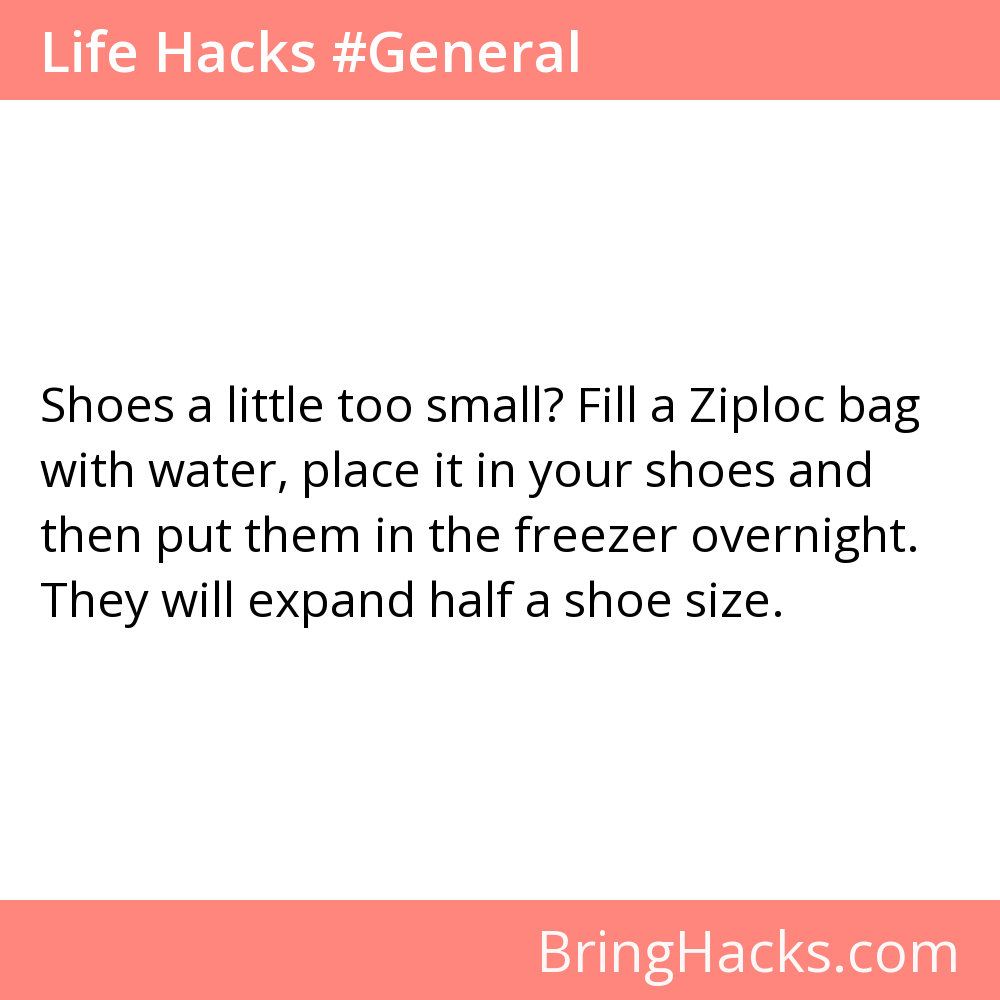 Life Hacks #General
Shoes a little too small? Fill a Ziploc bag
with water, place it in your shoes and
then put them in the freezer overnight.
They will expand half a shoe size.
BringHacks.com